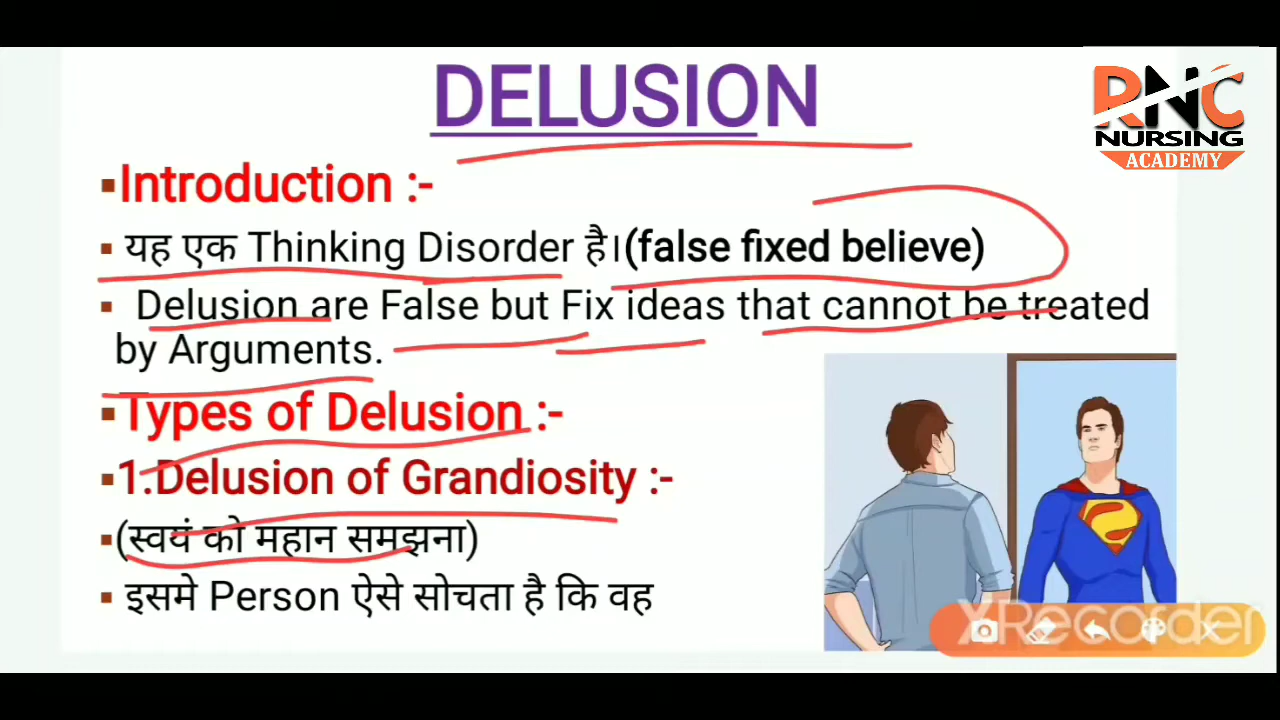 DELUSION
RNC
NURSING
ACADEMY
Introduction :-
यह एक Thinking Disorder है।(false fixed believe)
Delusion are False but Fix ideas that cannot be treated
by Arguments.
Types of Delusion :-
1.Delusion of Grandiosity :-
(स्वयं को महान समझना)
इसमे Person ऐसे सोचता है कि वह
XRecorder